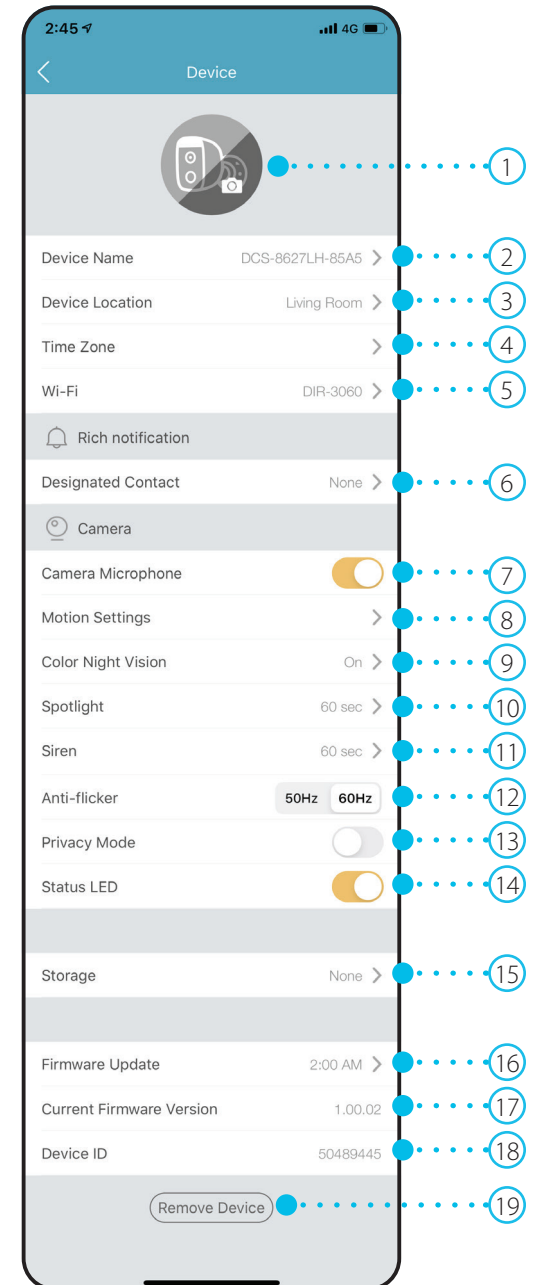 2:45 4G
Device
1
Device Name DCS-8627LH-85A5 2
Device Location Living Room 3
Time Zone 4
Wi-Fi DIR-3060 5
Rich notification
Designated Contact None 6
Camera
Camera Microphone 7
Motion Settings 8
Color Night Vision On 9
Spotlight 60 sec 10
Siren 60 sec 11
Anti-flicker 50Hz 60Hz 12
Privacy Mode 13
Status LED 14
Storage None 15
Firmware Update 2:00 AM 16
Current Firmware Version 1.00.02 17
Device ID 50489445 18
Remove Device 19